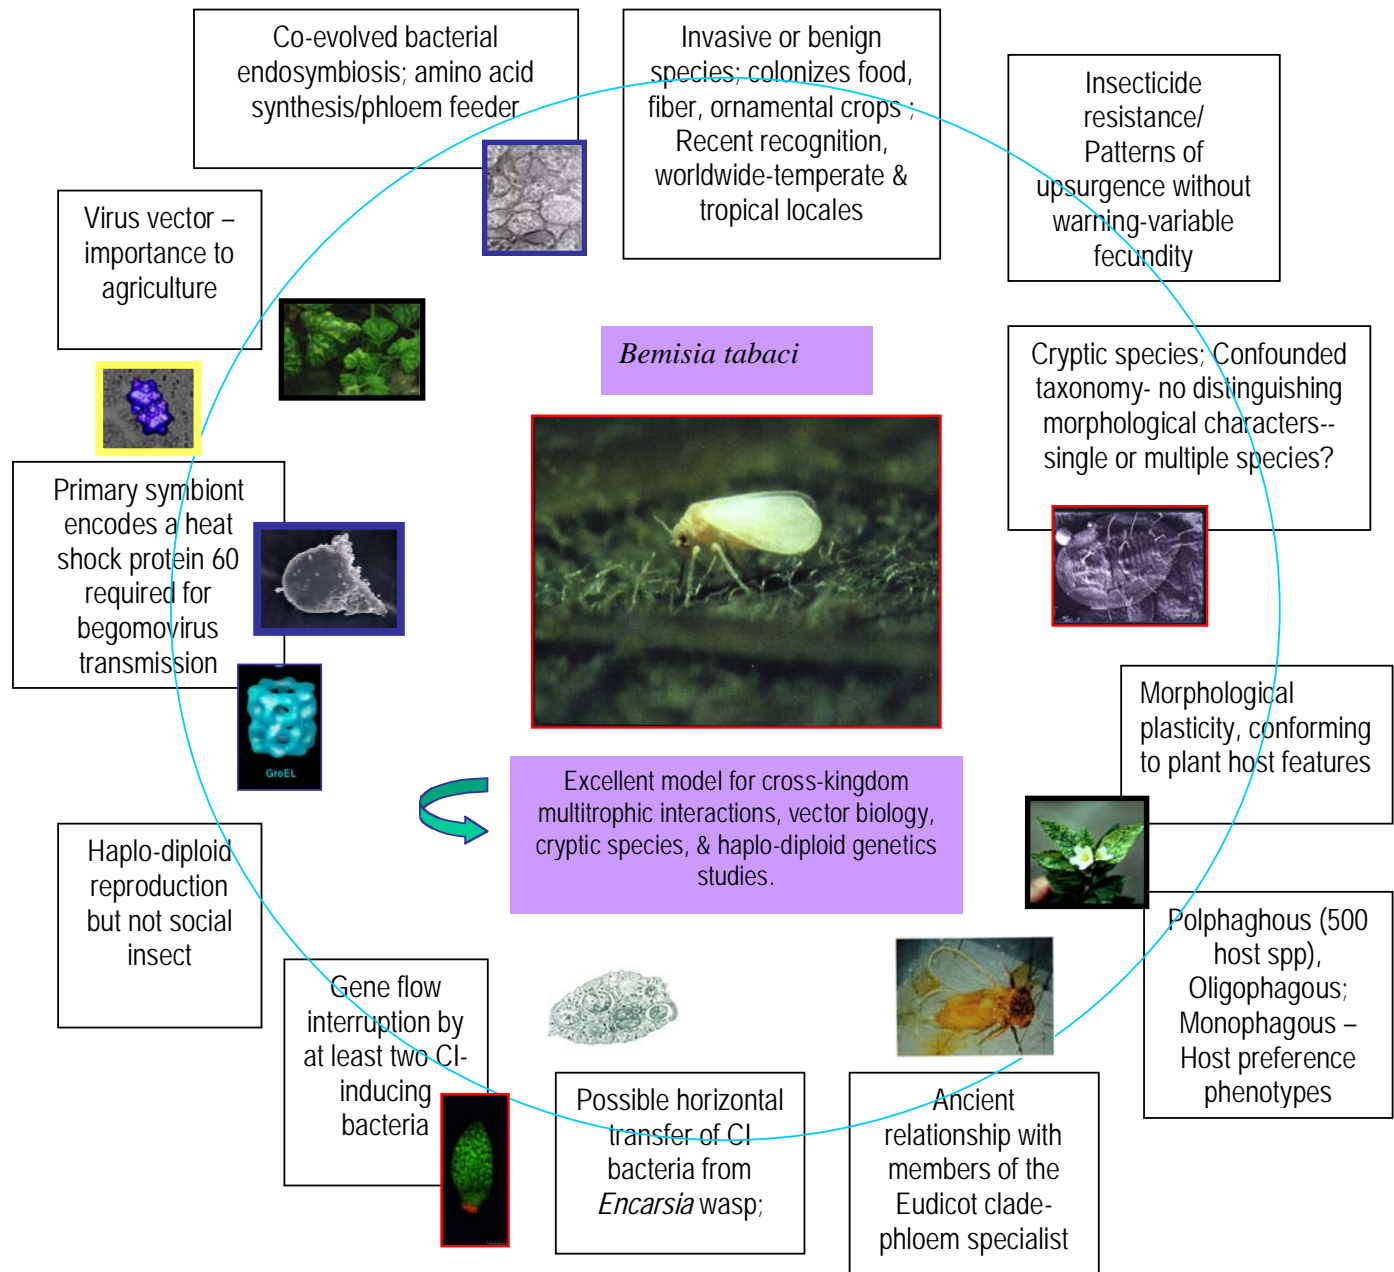 Co-evolved bacterial
endosymbiosis; amino acid
synthesis/phloem feeder
Invasive or benign
species; colonizes food,
fiber, ornamental crops ;
Recent recognition,
worldwide-temperate &
tropical locales
Insecticide
resistance/
Patterns of
upsurgence without
warning-variable
fecundity
Virus vector –
importance to
agriculture
Bemisia tabaci
Cryptic species; Confounded
taxonomy- no distinguishing
morphological characters--
single or multiple species?
Primary symbiont
encodes a heat
shock protein 60
required for
begomovirus
transmission
GroEL
Morphological
plasticity, conforming
to plant host features
Excellent model for cross-kingdom
multitrophic interactions, vector biology,
cryptic species, & haplo-diploid genetics
studies.
Haplo-diploid
reproduction
but not social
insect
Polphaghous (500
host spp),
Oligophagous;
Monophagous –
Host preference
phenotypes
Gene flow
interruption by
at least two CI-
inducing
bacteria
Possible horizontal
transfer of CI
bacteria from
Encarsia wasp;
Ancient
relationship with
members of the
Eudicot clade-
phloem specialist